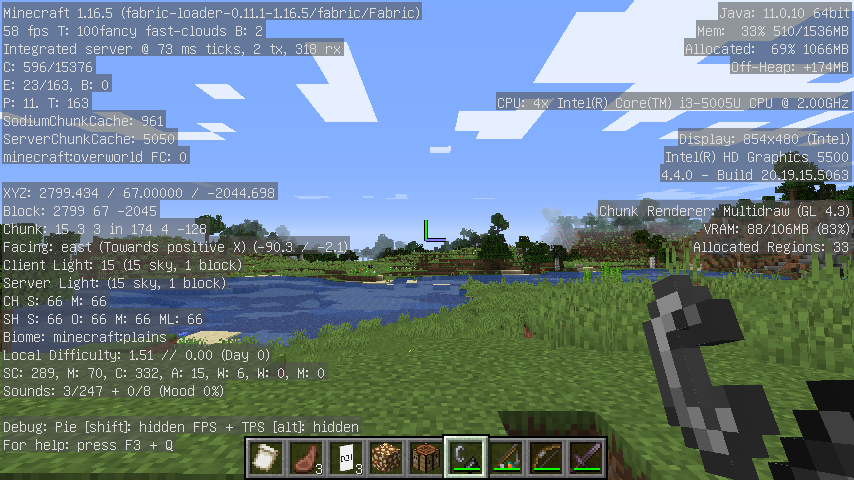 Minecraft 1.16.5 (fabric-loader-0.11.1-1.16.5/fabric/Fabric)
58 fps T: 100fancy fast-clouds B: 2
Integrated server @ 73 ms ticks, 2 tx, 318 rx
C: 596/15376
E: 23/163, B: 0
P: 11. T: 163
SodiumChunkCache: 961
ServerChunkCache: 5050
minecraft:overworld FC: 0
XYZ: 2799.434 / 67.00000 / -2044.698
Block: 2799 67 -2045
Chunk: 15 3 3 in 174 4 -128
Facing: east (Towards positive X) (-90.3 / -2.1)
Client Light: 15 (15 sky, 1 block)
Server Light: (15 sky, 1 block)
CH S: 66 M: 66
SH S: 66 O: 66 M: 66 ML: 66
Biome: minecraft:plains
Local Difficulty: 1.51 // 0.00 (Day 0)
SC: 289, M: 70, C: 332, A: 15, W: 6, W: 0, M: 0
Sounds: 3/247 + 0/8 (Mood 0%)
Debug: Pie [shift]: hidden FPS + TPS [alt]: hidden
For help: press F3 + Q
Java: 11.0.10 64bit
Mem: 33% 510/1536MB
Allocated: 69% 1066MB
Off-Heap: +174MB
CPU: 4x Intel(R) Core(TM) i3-5005U CPU @ 2.00GHz
Display: 854x480 (Intel)
Intel(R) HD Graphics 5500
4.4.0 - Build 20.19.15.5063
Chunk Renderer: Multidraw (GL 4.3)
VRAM: 88/106MB (83%)
Allocated Regions: 33
3
3